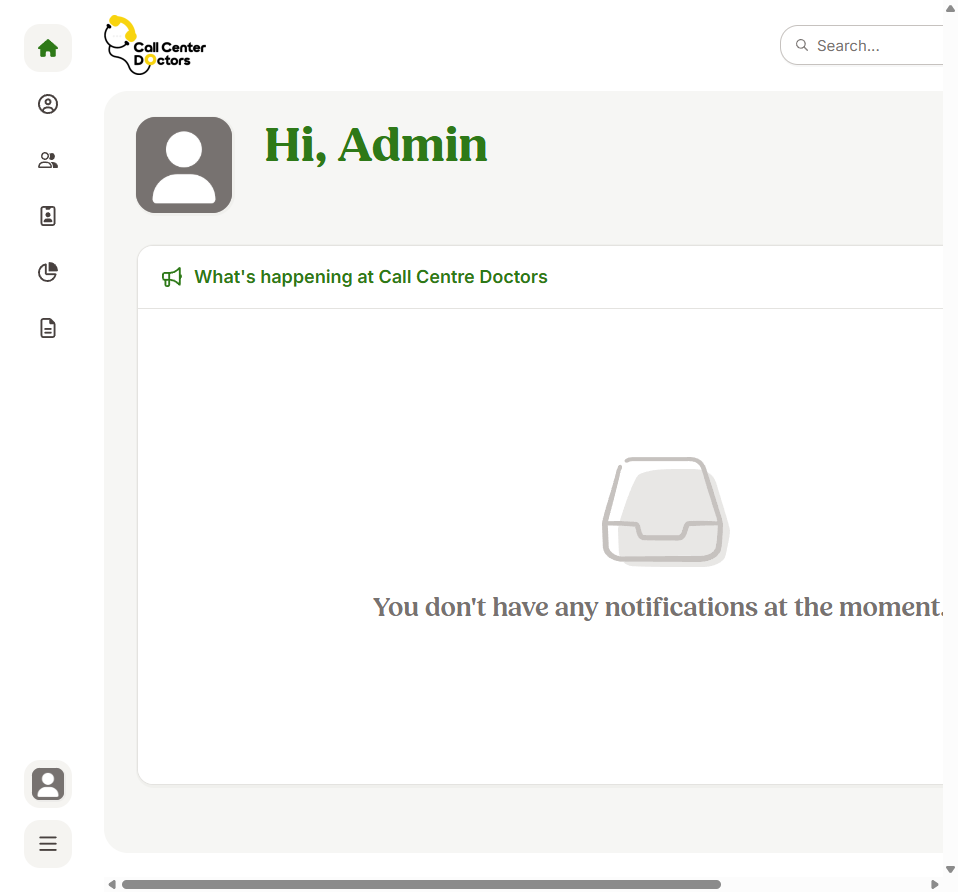 Call Center
Doctors
Search...
Hi, Admin
What's happening at Call Centre Doctors
You don't have any notifications at the moment.